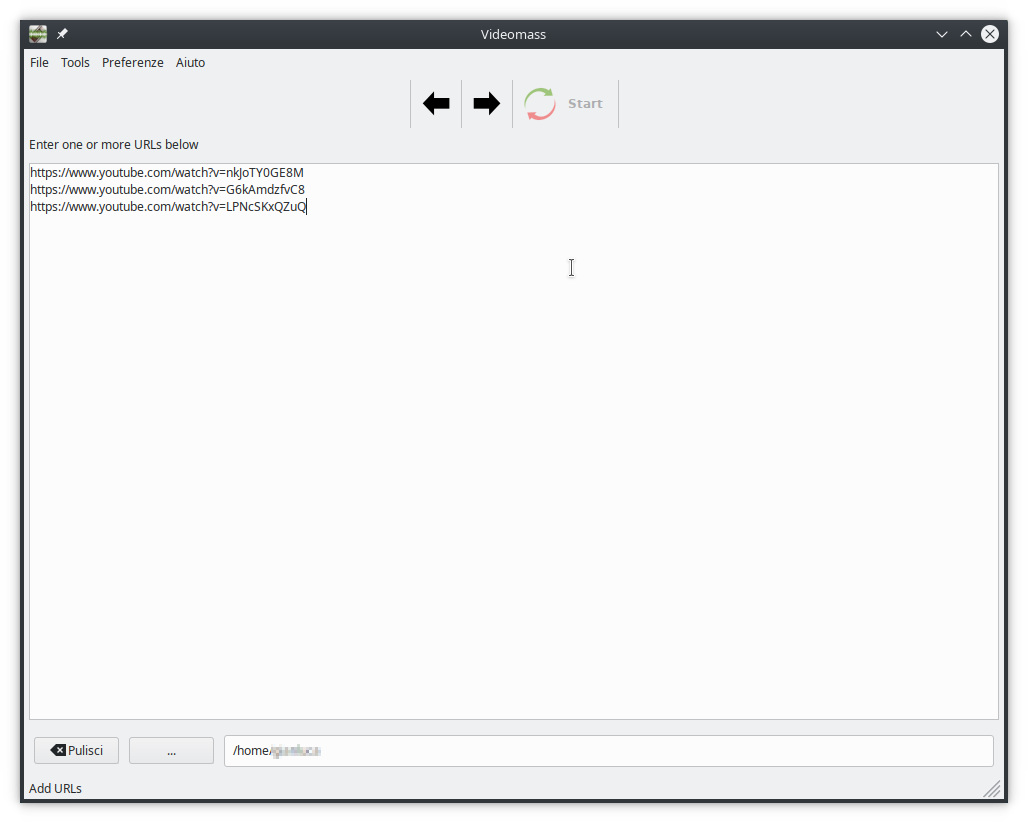 Videomass
File Tools Preferenze Aiuto
Start
Enter one or more URLs below
https://www.youtube.com/watch?v=nkJoTY0GE8M
https://www.youtube.com/watch?v=G6kAmdzfvC8
https://www.youtube.com/watch?v=LPNcSKxQZuQ
Pulisci ... /home/
Add URLs